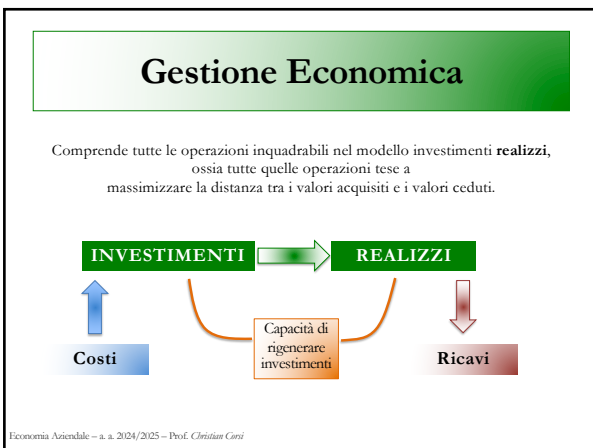 Gestione Economica
Comprende tutte le operazioni inquadrabili nel modello investimenti realizzi,
ossia tutte quelle operazioni tese a
massimizzare la distanza tra i valori acquisiti e i valori ceduti.
INVESTIMENTI
REALIZZI
Capacità di
rigenerare
investimenti
Costi
Ricavi
Economia Aziendale – a. a. 2024/2025 – Prof. Christian Corsi